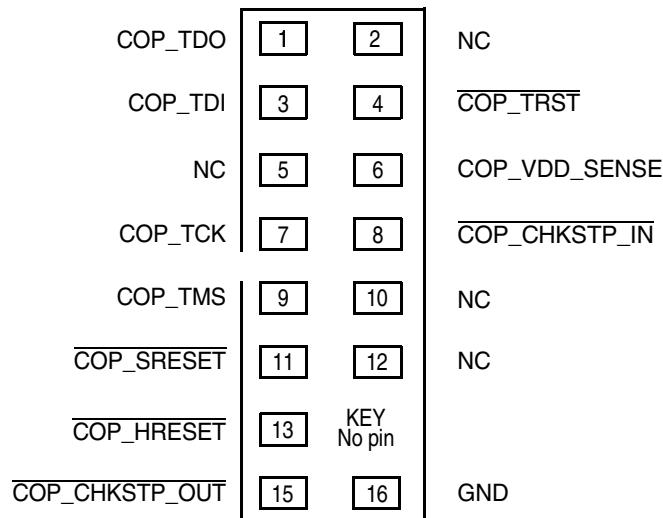 COP_TDO 1 2 NC
COP_TDI 3 4 COP_TRST
NC 5 6 COP_VDD_SENSE
COP_TCK 7 8 COP_CHKSTP_IN
COP_TMS 9 10 NC
COP_SRESET 11 12 NC
COP_HRESET 13 KEY
No pin
COP_CHKSTP_OUT 15 16 GND